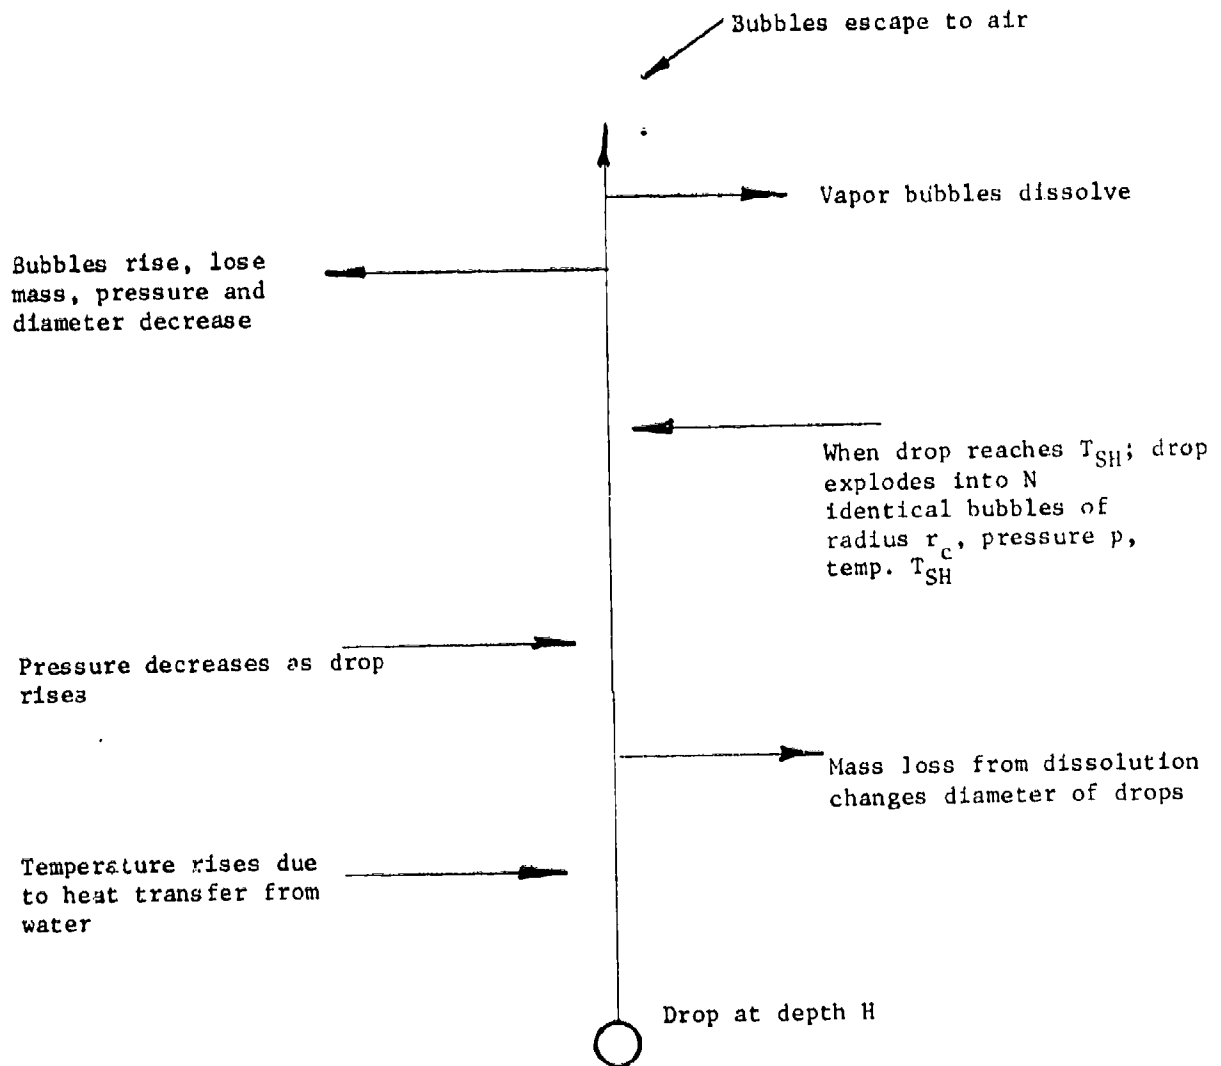 Bubbles escape to air
Vapor bubbles dissolve
Bubbles rise, lose
mass, pressure and
diameter decrease
When drop reaches T_SH; drop
explodes into N
identical bubbles of
radius r_c, pressure p,
temp. T_SH
Pressure decreases as drop
rises
Mass loss from dissolution
changes diameter of drops
Temperature rises due
to heat transfer from
water
Drop at depth H